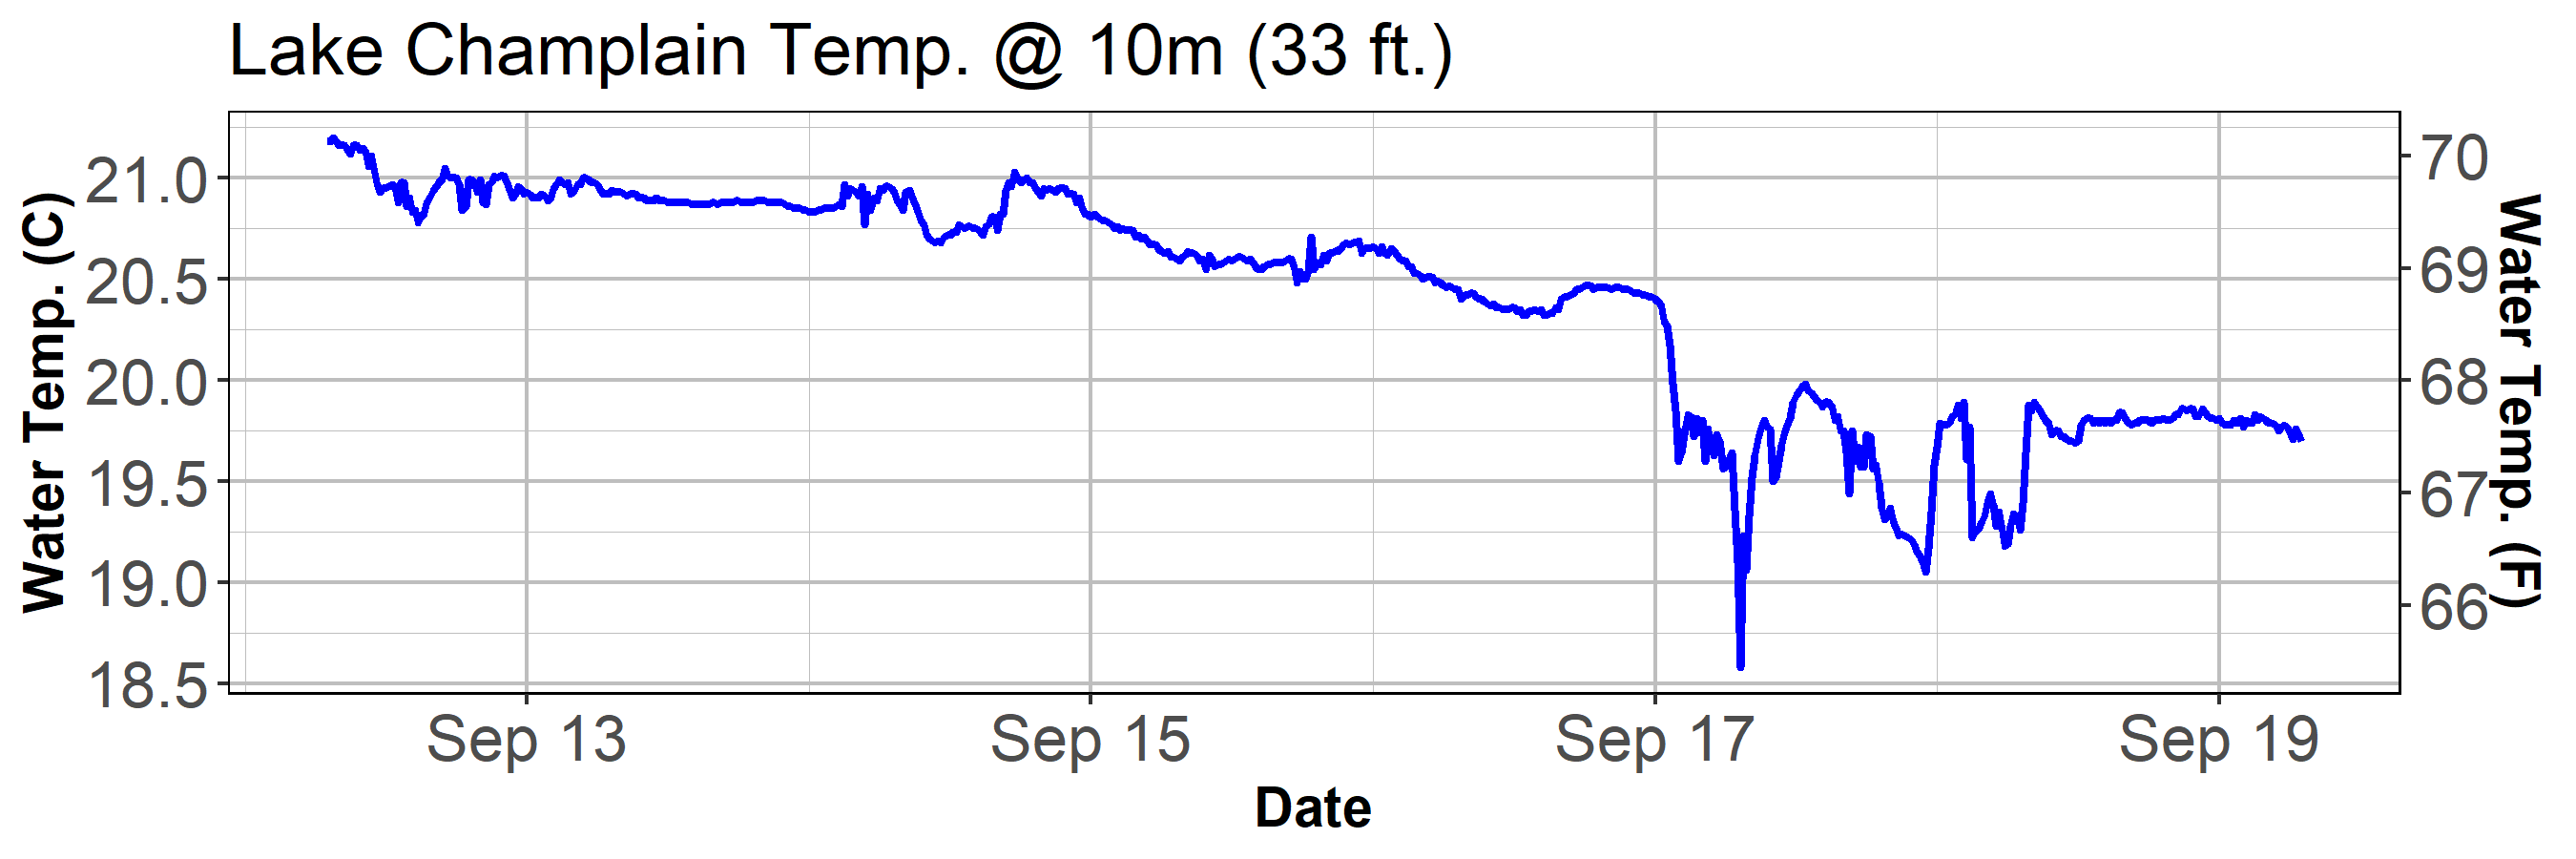 Lake Champlain Temp. @ 10m (33 ft.)
Water Temp. (C)
21.0
20.5
20.0
19.5
19.0
18.5
70
69
68
67
66
Water Temp. (F)
Sep 13
Sep 15
Sep 17
Sep 19
Date